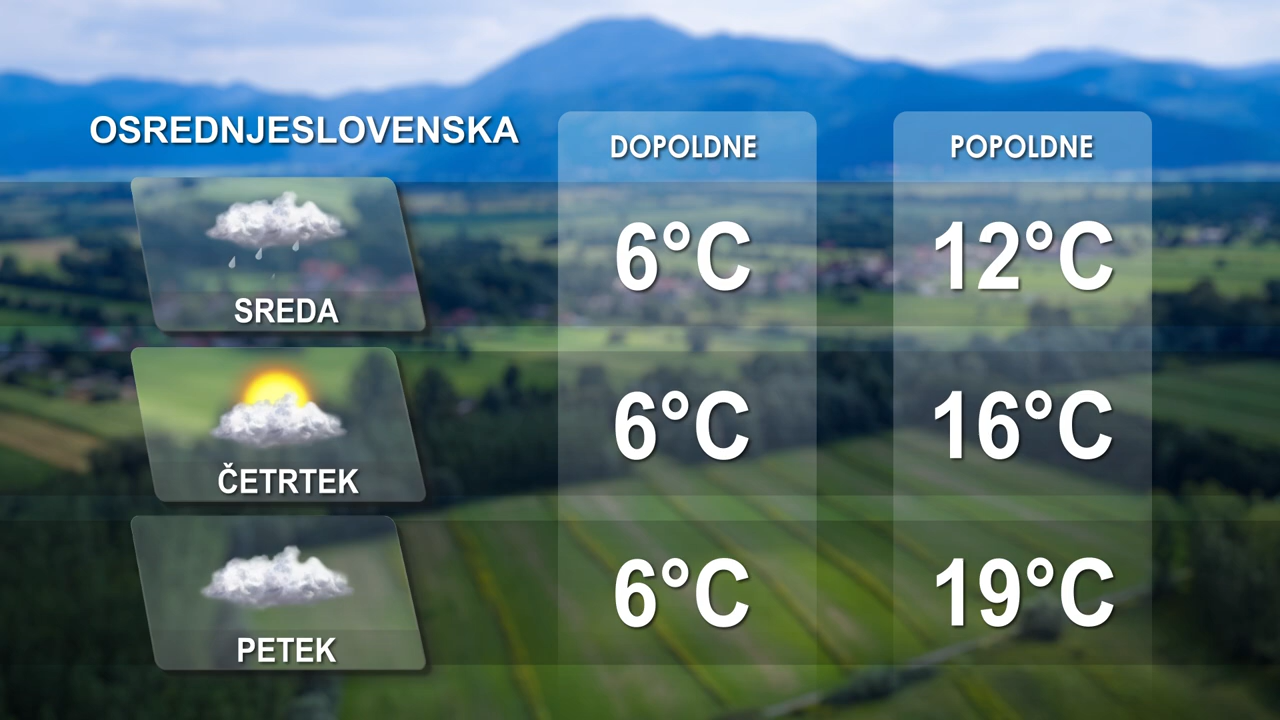 OSREDNJESLOVENSKA
DOPOLDNE
POPOLDNE
SREDA
6°C
12°C
ČETRTEK
6°C
16°C
PETEK
6°C
19°C